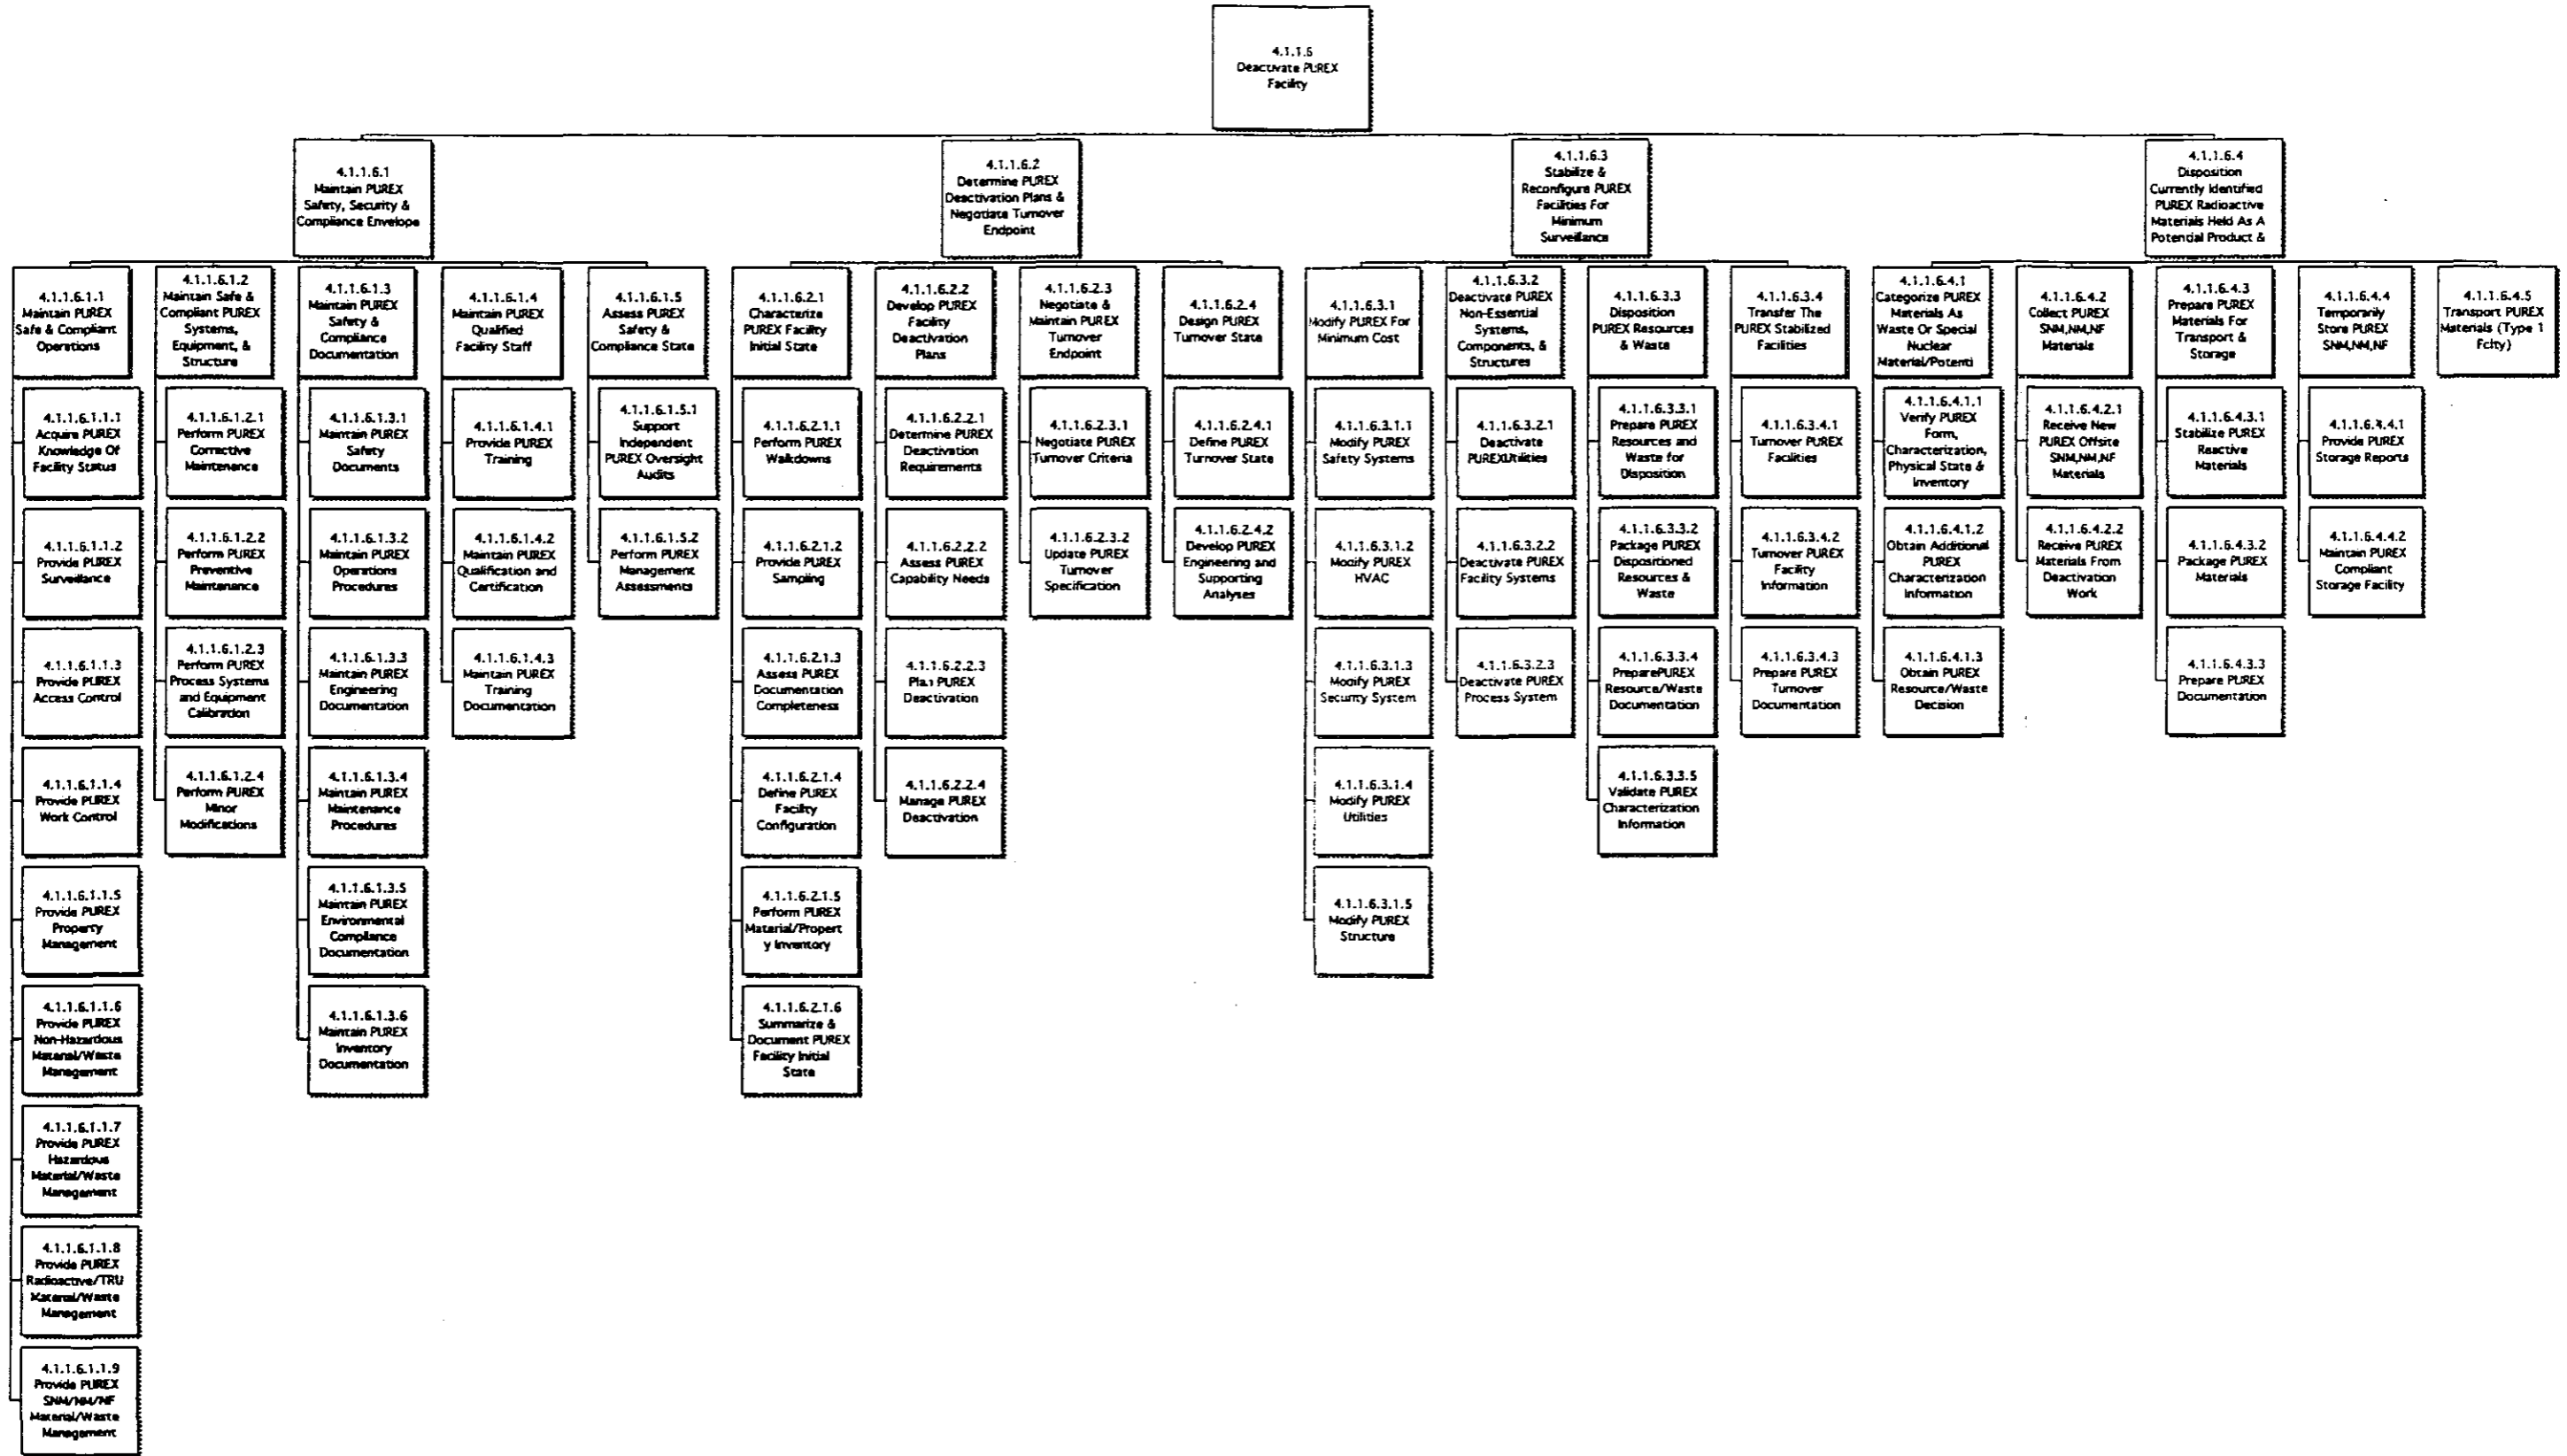 4.1.1.6
Deactivate PUREX
Facility
4.1.1.6.1
Maintain PUREX
Safety, Security &
Compliance Envelope
4.1.1.6.2
Determine PUREX
Deactivation Plans &
Negotiate Turnover
Endpoint
4.1.1.6.3
Stabilize &
Reconfigure PUREX
Facilities For
Minimum
Surveillance
4.1.1.6.4
Disposition
Currently Identified
PUREX Radioactive
Materials Held As A
Potential Product &
4.1.1.6.1.1
Maintain PUREX
Safe & Compliant
Operations
4.1.1.6.1.2
Maintain Safe &
Compliant PUREX
Systems,
Equipment, &
Structure
4.1.1.6.1.3
Maintain PUREX
Safety &
Compliance
Documentation
4.1.1.6.1.4
Maintain PUREX
Qualified
Facility Staff
4.1.1.6.1.5
Assess PUREX
Safety &
Compliance State
4.1.1.6.2.1
Characterize
PUREX Facility
Initial State
4.1.1.6.2.2
Develop PUREX
Facility
Deactivation
Plans
4.1.1.6.2.3
Negotiate &
Maintain PUREX
Turnover
Endpoint
4.1.1.6.2.4
Design PUREX
Turnover State
4.1.1.6.3.1
Modify PUREX For
Minimum Cost
4.1.1.6.3.2
Deactivate PUREX
Non-Essential
Systems,
Components, &
Structures
4.1.1.6.3.3
Disposition
PUREX Resources
& Waste
4.1.1.6.3.4
Transfer The
PUREX Stabilized
Facilities
4.1.1.6.4.1
Categorize PUREX
Materials As
Waste Or Special
Nuclear
Material/Potenti
4.1.1.6.4.2
Collect PUREX
SNM,NM,NF
Materials
4.1.1.6.4.3
Prepare PUREX
Materials For
Transport &
Storage
4.1.1.6.4.4
Temporarily
Store PUREX
SNM,NM,NF
4.1.1.6.4.5
Transport PUREX
Materials (Type 1
Fclty)
4.1.1.6.1.1.1
Acquire PUREX
Knowledge Of
Facility Status
4.1.1.6.1.2.1
Perform PUREX
Corrective
Maintenance
4.1.1.6.1.3.1
Maintain PUREX
Safety
Documents
4.1.1.6.1.4.1
Provide PUREX
Training
4.1.1.6.1.5.1
Support
Independent
PUREX Oversight
Audits
4.1.1.6.2.1.1
Perform PUREX
Walkdowns
4.1.1.6.2.2.1
Determine PUREX
Deactivation
Requirements
4.1.1.6.2.3.1
Negotiate PUREX
Turnover Criteria
4.1.1.6.2.4.1
Define PUREX
Turnover State
4.1.1.6.3.1.1
Modify PUREX
Safety Systems
4.1.1.6.3.2.1
Deactivate
PUREXUtilities
4.1.1.6.3.3.1
Prepare PUREX
Resources and
Waste for
Disposition
4.1.1.6.3.4.1
Turnover PUREX
Facilities
4.1.1.6.4.1.1
Verify PUREX
Form,
Characterization,
Physical State &
Inventory
4.1.1.6.4.2.1
Receive New
PUREX Offsite
SNM,NM,NF
Materials
4.1.1.6.4.3.1
Stabilize PUREX
Reactive
Materials
4.1.1.6.4.4.1
Provide PUREX
Storage Reports
4.1.1.6.1.1.2
Provide PUREX
Surveillance
4.1.1.6.1.2.2
Perform PUREX
Preventive
Maintenance
4.1.1.6.1.3.2
Maintain PUREX
Operations
Procedures
4.1.1.6.1.4.2
Maintain PUREX
Qualification and
Certification
4.1.1.6.1.5.2
Perform PUREX
Management
Assessments
4.1.1.6.2.1.2
Provide PUREX
Sampling
4.1.1.6.2.2.2
Assess PUREX
Capability Needs
4.1.1.6.2.3.2
Update PUREX
Turnover
Specification
4.1.1.6.2.4.2
Develop PUREX
Engineering and
Supporting
Analyses
4.1.1.6.3.1.2
Modify PUREX
HVAC
4.1.1.6.3.2.2
Deactivate PUREX
Facility Systems
4.1.1.6.3.3.2
Package PUREX
Dispositioned
Resources &
Waste
4.1.1.6.3.4.2
Turnover PUREX
Facility
Information
4.1.1.6.4.1.2
Obtain Additional
PUREX
Characterization
Information
4.1.1.6.4.2.2
Receive PUREX
Materials From
Deactivation
Work
4.1.1.6.4.3.2
Package PUREX
Materials
4.1.1.6.4.4.2
Maintain PUREX
Compliant
Storage Facility
4.1.1.6.1.1.3
Provide PUREX
Access Control
4.1.1.6.1.2.3
Perform PUREX
Process Systems
and Equipment
Calibration
4.1.1.6.1.3.3
Maintain PUREX
Engineering
Documentation
4.1.1.6.1.4.3
Maintain PUREX
Training
Documentation
4.1.1.6.2.1.3
Assess PUREX
Documentation
Completeness
4.1.1.6.2.2.3
Plan PUREX
Deactivation
4.1.1.6.3.1.3
Modify PUREX
Security System
4.1.1.6.3.2.3
Deactivate PUREX
Process System
4.1.1.6.3.3.4
PreparePUREX
Resource/Waste
Documentation
4.1.1.6.3.4.3
Prepare PUREX
Turnover
Documentation
4.1.1.6.4.1.3
Obtain PUREX
Resource/Waste
Decision
4.1.1.6.4.3.3
Prepare PUREX
Documentation
4.1.1.6.1.1.4
Provide PUREX
Work Control
4.1.1.6.1.2.4
Perform PUREX
Minor
Modifications
4.1.1.6.1.3.4
Maintain PUREX
Maintenance
Procedures
4.1.1.6.2.1.4
Define PUREX
Facility
Configuration
4.1.1.6.2.2.4
Manage PUREX
Deactivation
4.1.1.6.3.1.4
Modify PUREX
Utilities
4.1.1.6.3.3.5
Validate PUREX
Characterization
Information
4.1.1.6.1.1.5
Provide PUREX
Property
Management
4.1.1.6.1.3.5
Maintain PUREX
Environmental
Compliance
Documentation
4.1.1.6.2.1.5
Perform PUREX
Material/Propert
y Inventory
4.1.1.6.3.1.5
Modify PUREX
Structure
4.1.1.6.1.1.6
Provide PUREX
Non-Hazardous
Material/Waste
Management
4.1.1.6.1.3.6
Maintain PUREX
Inventory
Documentation
4.1.1.6.2.1.6
Summarize &
Document PUREX
Facility Initial
State
4.1.1.6.1.1.7
Provide PUREX
Hazardous
Material/Waste
Management
4.1.1.6.1.1.8
Provide PUREX
Radioactive/TRU
Material/Waste
Management
4.1.1.6.1.1.9
Provide PUREX
SNM/NM/NF
Material/Waste
Management